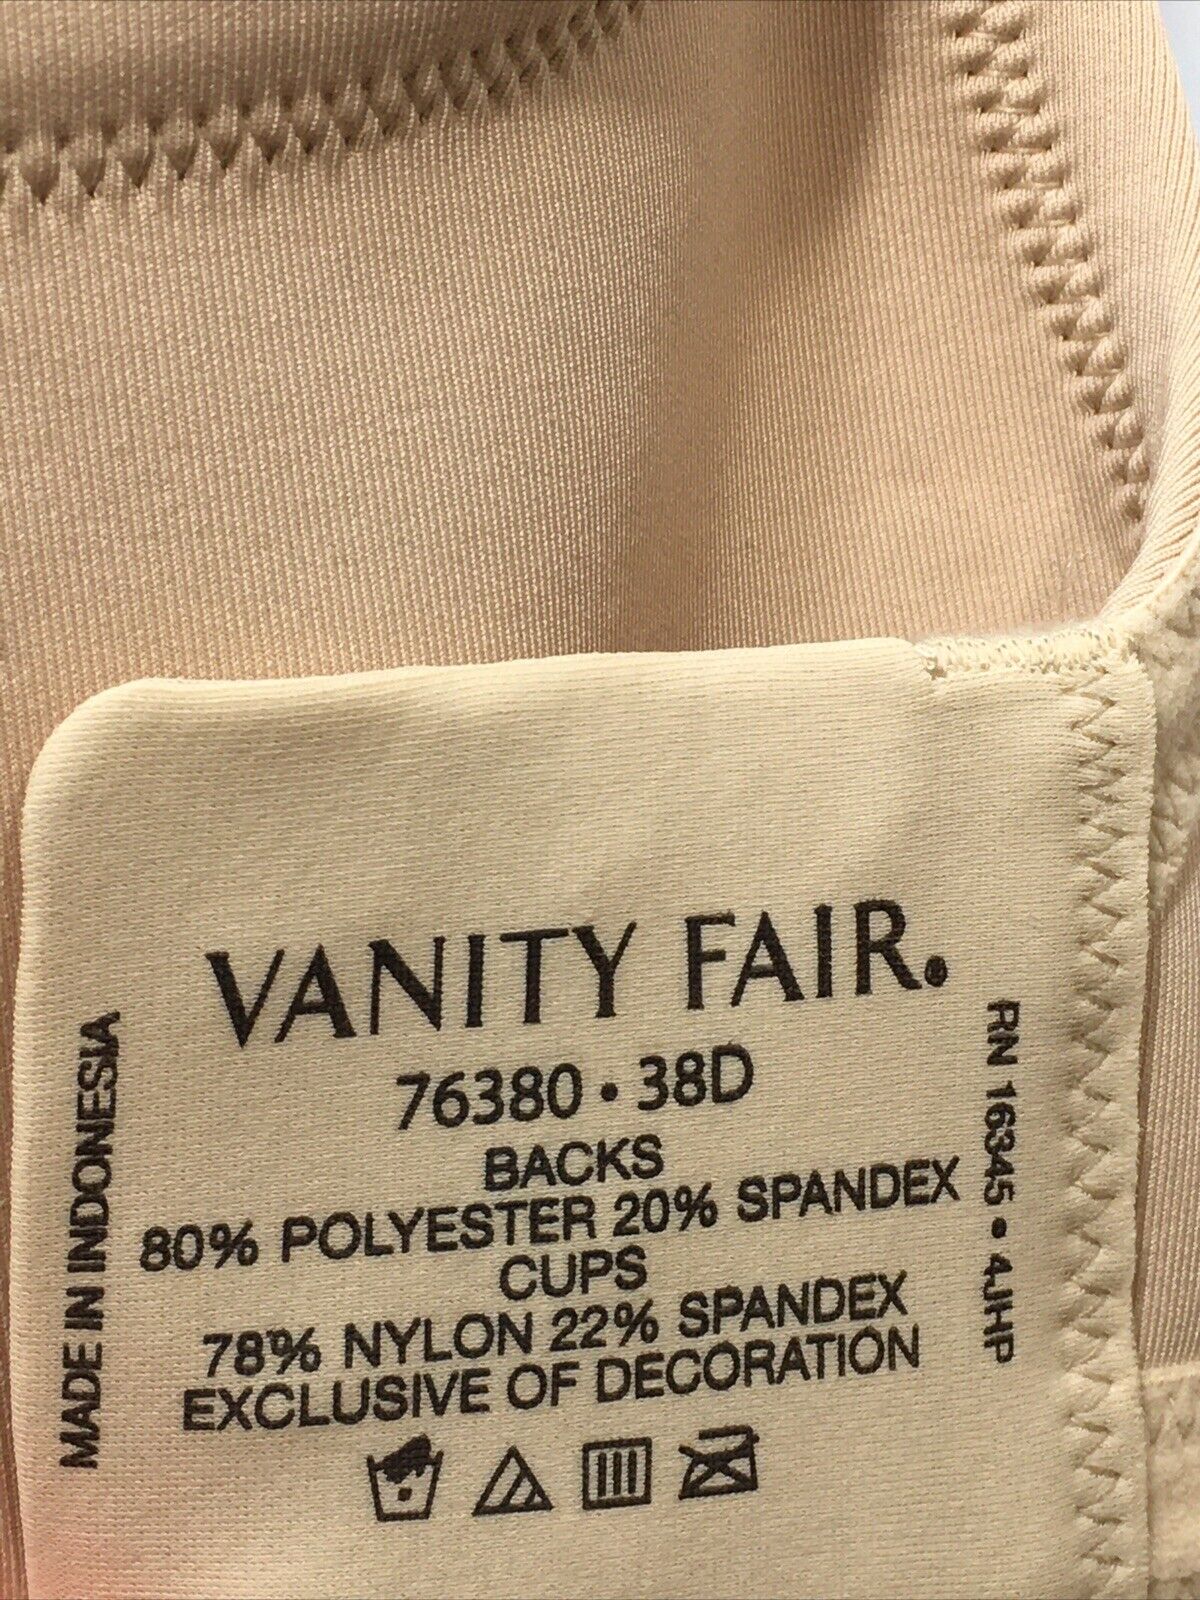 VANITY FAIR®
76380 • 38D
BACKS
80% POLYESTER 20% SPANDEX
CUPS
78% NYLON 22% SPANDEX
EXCLUSIVE OF DECORATION
MADE IN INDONESIA
RN 16345 • 4JHP